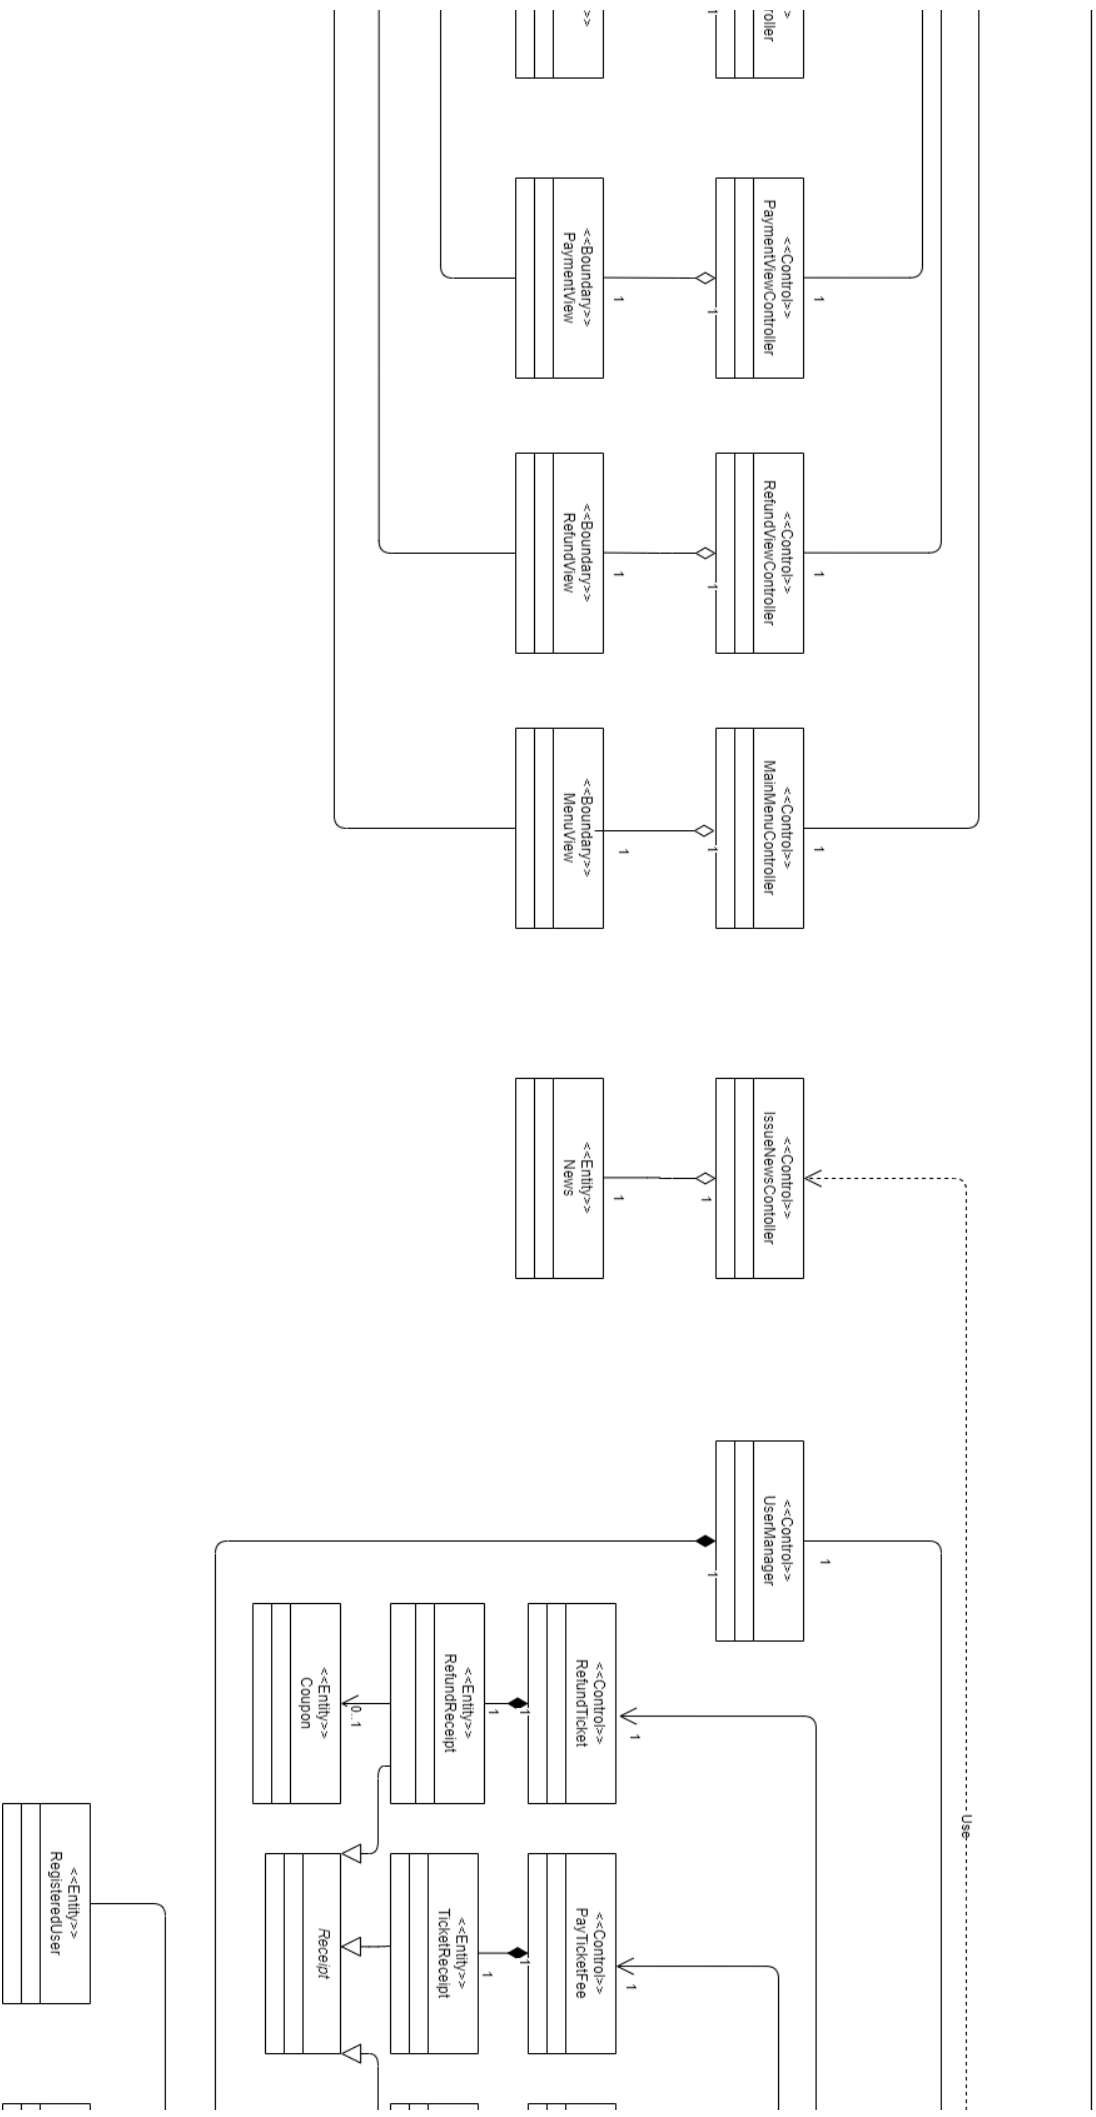 >>
>>
roller
1
<<Control>>
PaymentViewController
1
1
1
<<Boundary>>
PaymentView
<<Control>>
RefundViewController
1
1
1
<<Boundary>>
RefundView
<<Control>>
MainMenuController
1
1
1
<<Boundary>>
MenuView
<<Control>>
IssueNewsContoller
1
1
<<Entity>>
News
Use
<<Control>>
UserManager
1
1
<<Control>>
RefundTicket
1
1
1
<<Entity>>
RefundReceipt
0..1
<<Entity>>
Coupon
<<Control>>
PayTicketFee
1
1
1
<<Entity>>
TicketReceipt
Receipt
<<Entity>>
RegisteredUser